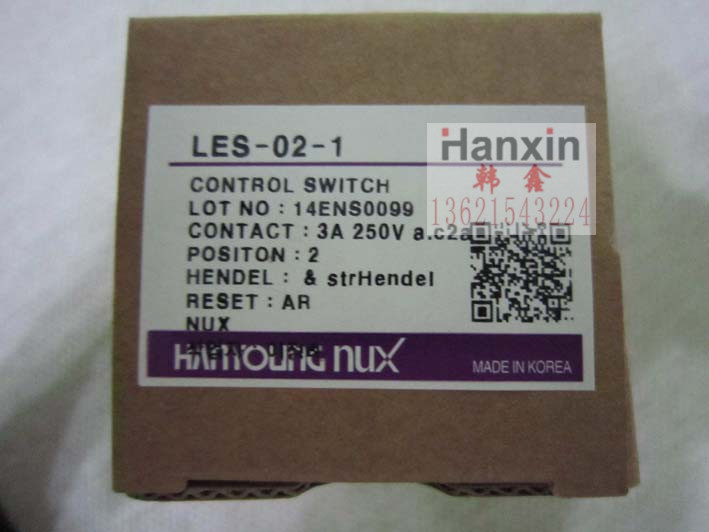 LES-02-1
Hanxin
韩 鑫
13621543224
CONTROL SWITCH
LOT NO : 14ENS0099
CONTACT : 3A 250V a.c2a
POSITON : 2
HENDEL : & strHendel
RESET : AR
NUX
HANYOUNG nux
MADE IN KOREA